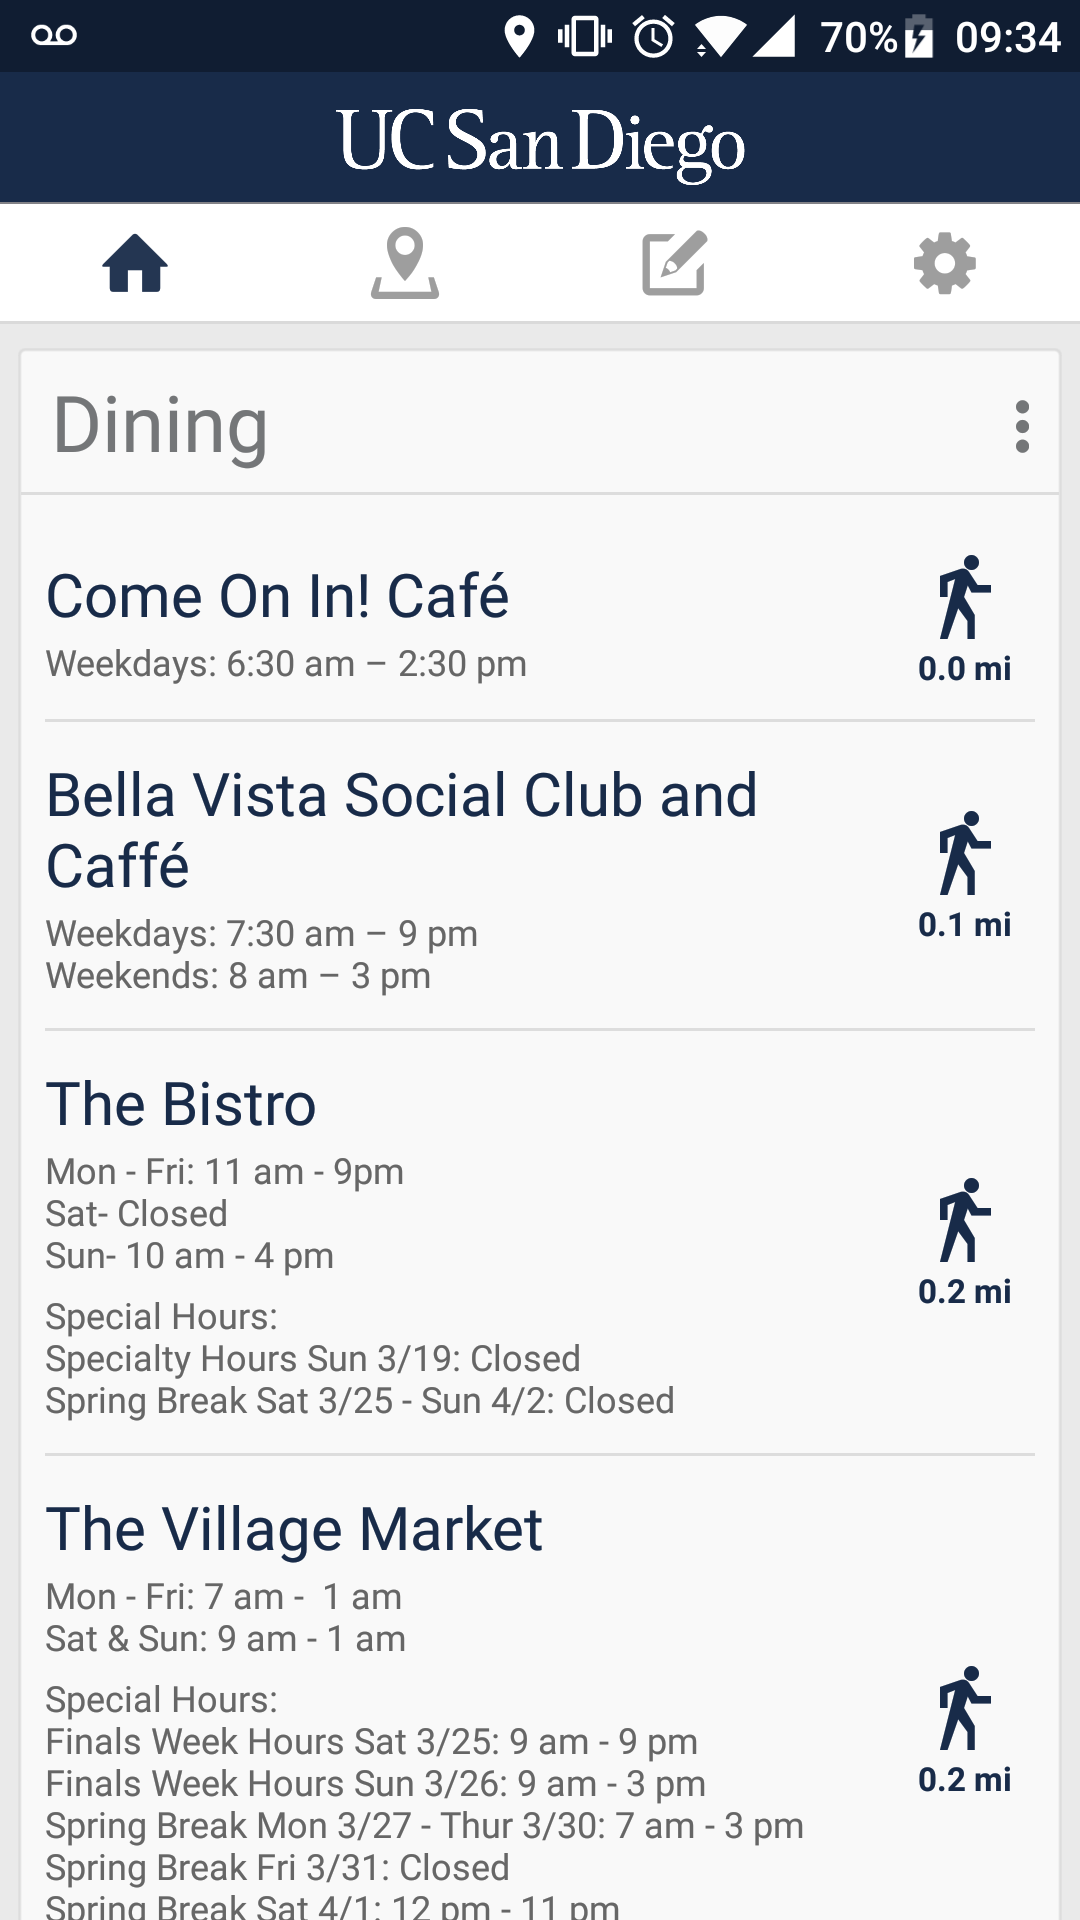 70% 09:34
UC San Diego
Dining
Come On In! Café
Weekdays: 6:30 am – 2:30 pm
0.0 mi
Bella Vista Social Club and
Caffé
Weekdays: 7:30 am – 9 pm
Weekends: 8 am – 3 pm
0.1 mi
The Bistro
Mon - Fri: 11 am - 9pm
Sat- Closed
Sun- 10 am - 4 pm
Special Hours:
Specialty Hours Sun 3/19: Closed
Spring Break Sat 3/25 - Sun 4/2: Closed
0.2 mi
The Village Market
Mon - Fri: 7 am -  1 am
Sat & Sun: 9 am - 1 am
Special Hours:
Finals Week Hours Sat 3/25: 9 am - 9 pm
Finals Week Hours Sun 3/26: 9 am - 3 pm
Spring Break Mon 3/27 - Thur 3/30: 7 am - 3 pm
Spring Break Fri 3/31: Closed
Spring Break Sat 4/1: 12 pm - 11 pm
0.2 mi